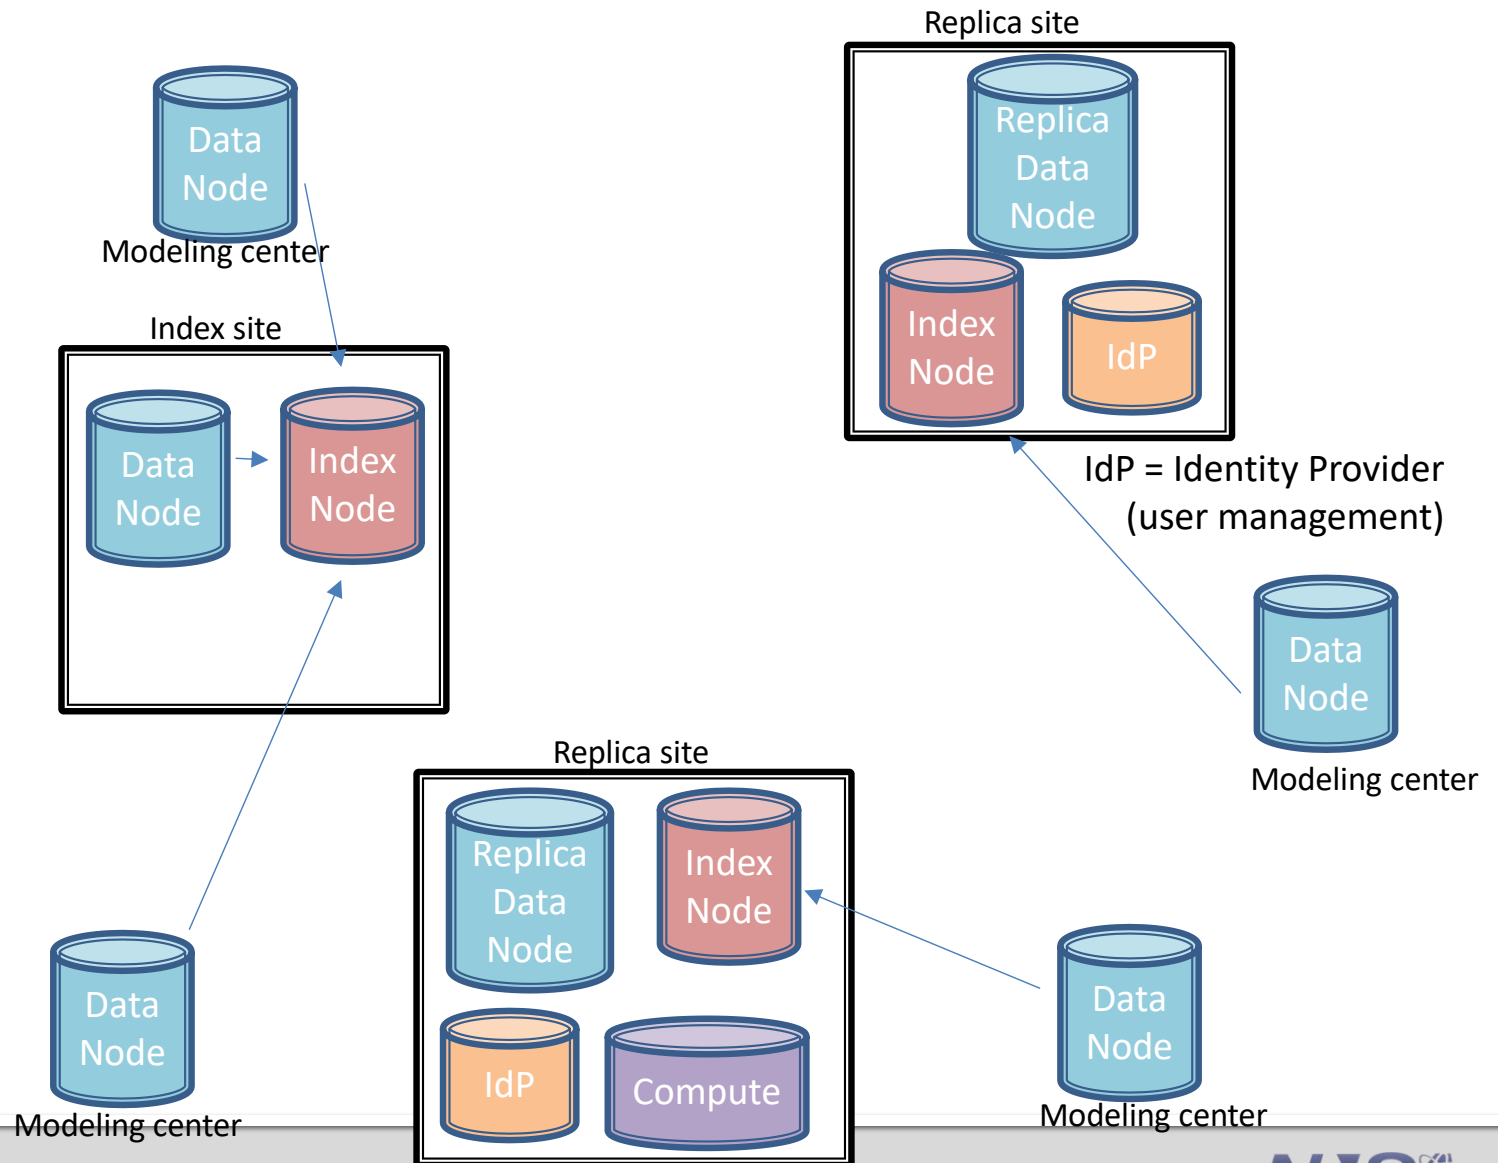 Replica site
Data
Node
Modeling center
Replica
Data
Node
Index
Node
IdP
Index site
Data
Node
Index
Node
IdP = Identity Provider
(user management)
Data
Node
Modeling center
Replica site
Replica
Data
Node
Index
Node
IdP
Compute
Data
Node
Modeling center
Data
Node
Modeling center